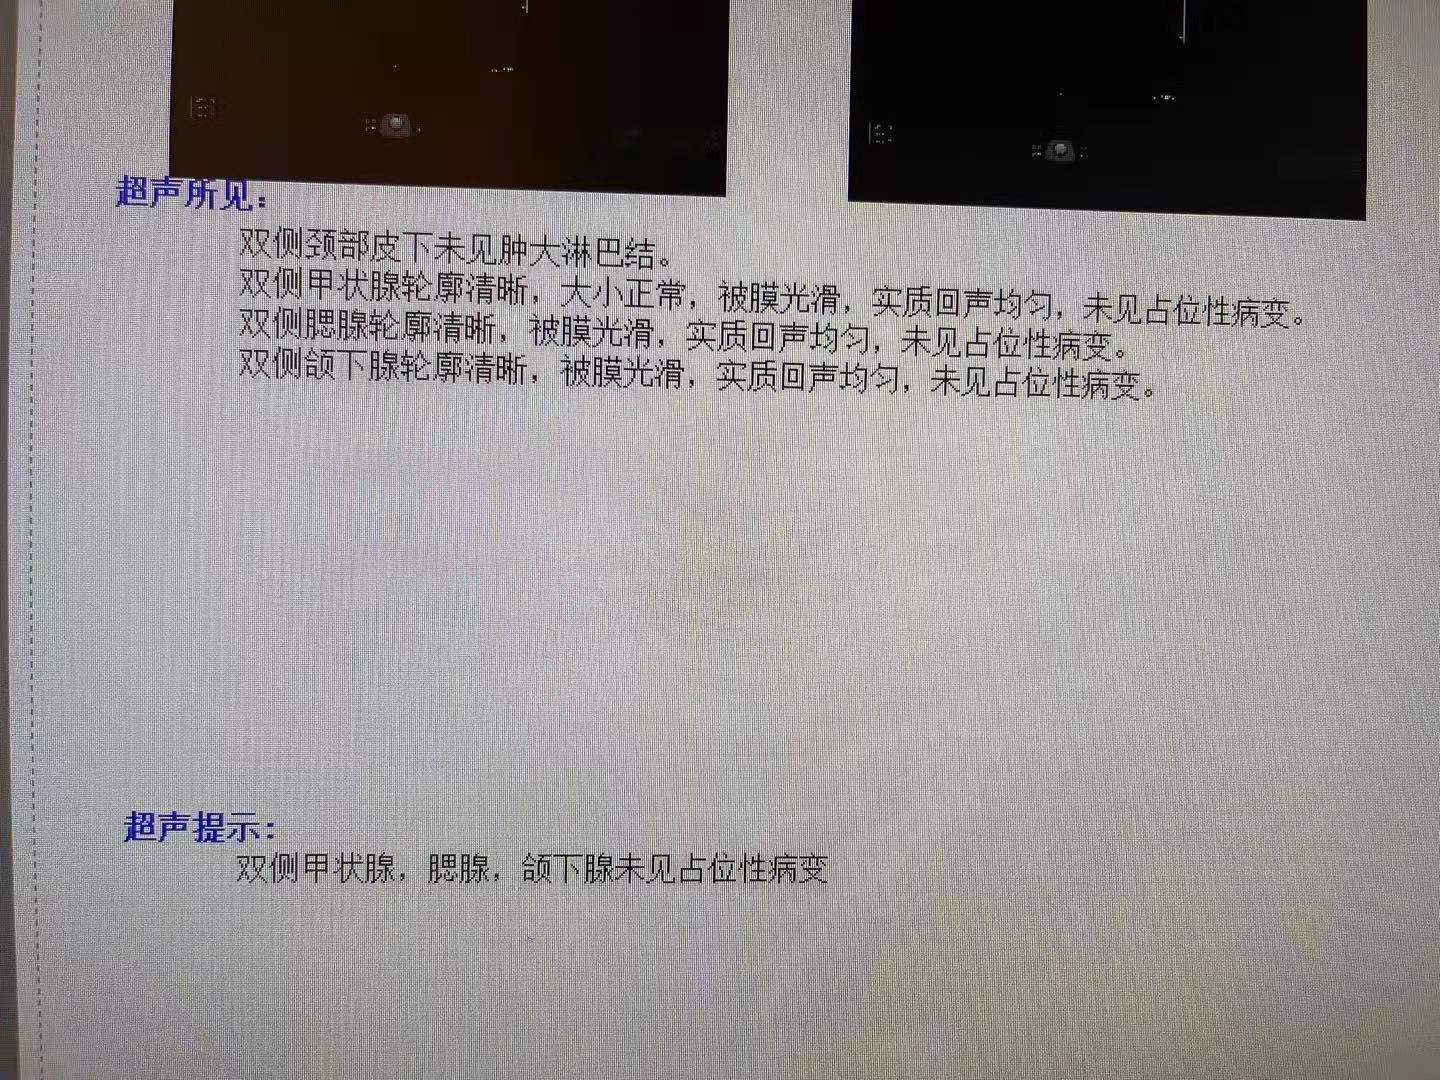 超声所见：
双侧颈部皮下未见肿大淋巴结。
双侧甲状腺轮廓清晰，大小正常，被膜光滑，实质回声均匀，未见占位性病变。
双侧腮腺轮廓清晰，被膜光滑，实质回声均匀，未见占位性病变。
双侧颌下腺轮廓清晰，被膜光滑，实质回声均匀，未见占位性病变。
超声提示：
双侧甲状腺，腮腺，颌下腺未见占位性病变